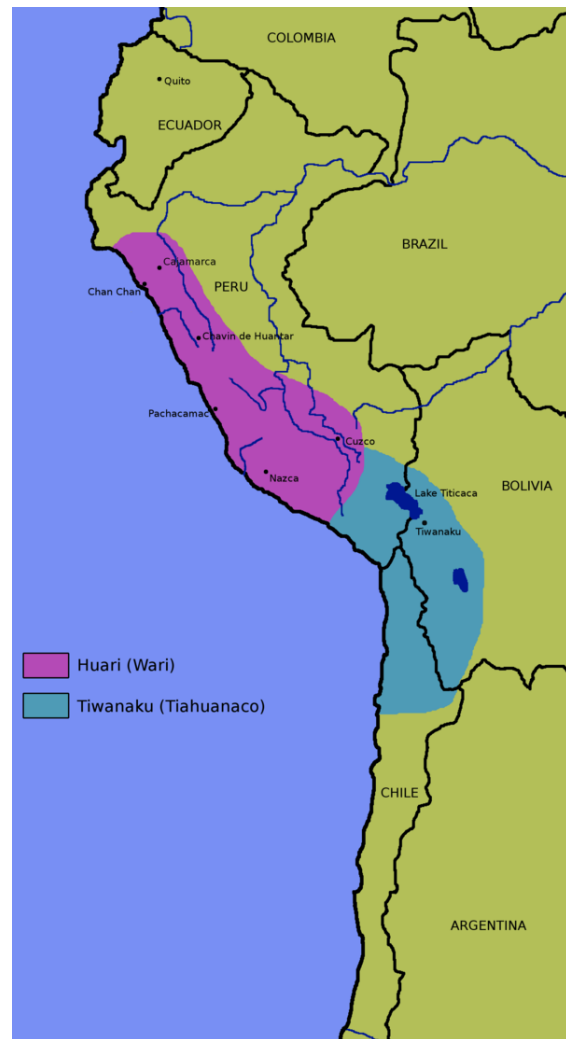 COLOMBIA
Quito
ECUADOR
BRAZIL
Cajamarca
PERU
Chan Chan
Chavin de Huantar
Pachacamac
Cuzco
Nazca
Lake Titicaca
BOLIVIA
Tiwanaku
Huari (Wari)
Tiwanaku (Tiahuanaco)
CHILE
ARGENTINA